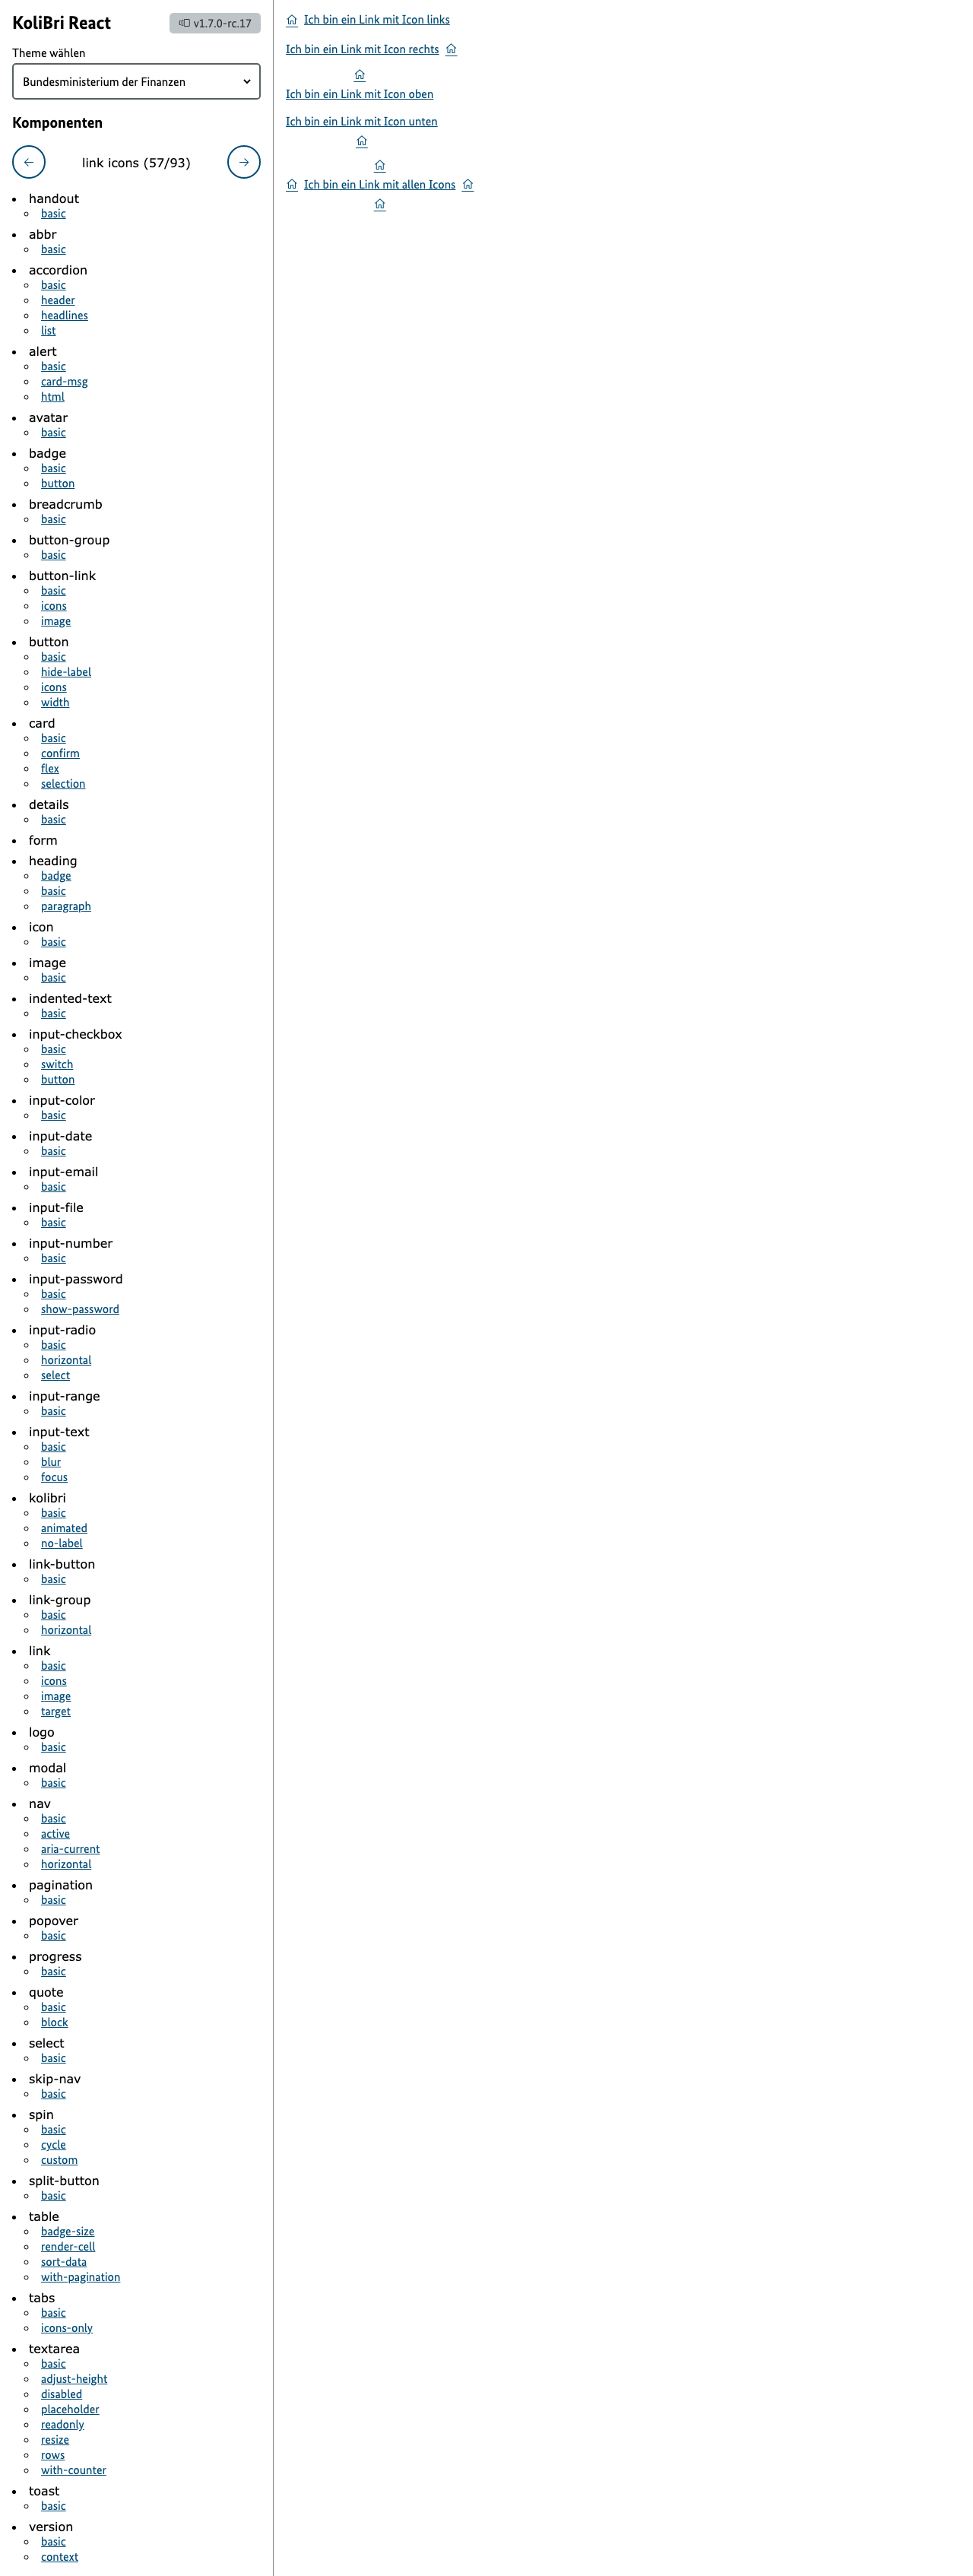 KoliBri React
v1.7.0-rc.17
Theme wählen
Bundesministerium der Finanzen
Komponenten
link icons (57/93)
handout
basic
abbr
basic
accordion
basic
header
headlines
list
alert
basic
card-msg
html
avatar
basic
badge
basic
button
breadcrumb
basic
button-group
basic
button-link
basic
icons
image
button
basic
hide-label
icons
width
card
basic
confirm
flex
selection
details
basic
form
heading
badge
basic
paragraph
icon
basic
image
basic
indented-text
basic
input-checkbox
basic
switch
button
input-color
basic
input-date
basic
input-email
basic
input-file
basic
input-number
basic
input-password
basic
show-password
input-radio
basic
horizontal
select
input-range
basic
input-text
basic
blur
focus
kolibri
basic
animated
no-label
link-button
basic
link-group
basic
horizontal
link
basic
icons
image
target
logo
basic
modal
basic
nav
basic
active
aria-current
horizontal
pagination
basic
popover
basic
progress
basic
quote
basic
block
select
basic
skip-nav
basic
spin
basic
cycle
custom
split-button
basic
table
badge-size
render-cell
sort-data
with-pagination
tabs
basic
icons-only
textarea
basic
adjust-height
disabled
placeholder
readonly
resize
rows
with-counter
toast
basic
version
basic
context
Ich bin ein Link mit Icon links
Ich bin ein Link mit Icon rechts
Ich bin ein Link mit Icon oben
Ich bin ein Link mit Icon unten
Ich bin ein Link mit allen Icons